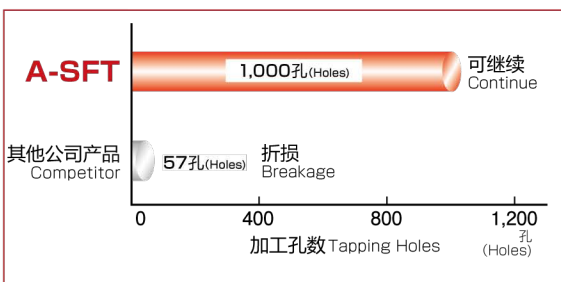 A-SFT
1,000孔(Holes)
可继续
Continue
其他公司产品
Competitor
57孔(Holes)
折损
Breakage
0
400
800
1,200
孔
(Holes)
加工孔数 Tapping Holes